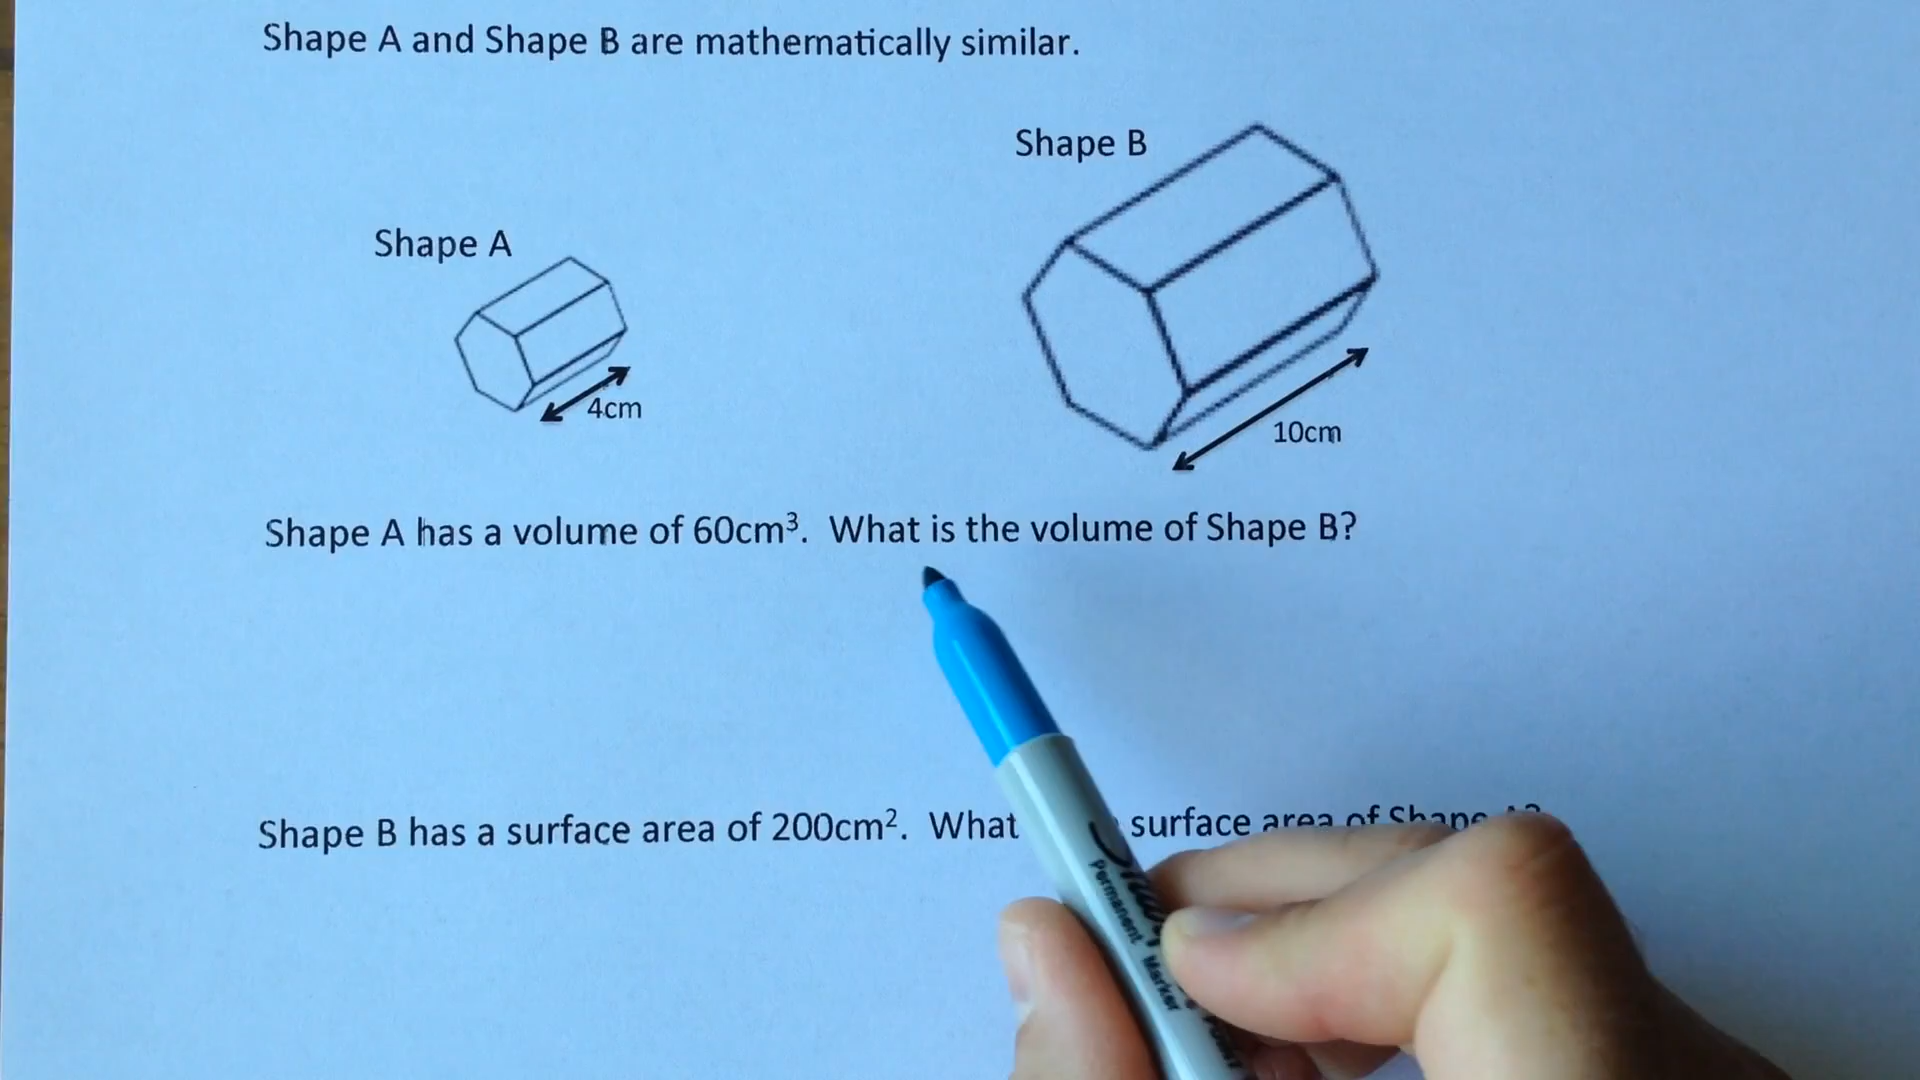 Shape A and Shape B are mathematically similar.
Shape B
Shape A
4cm
10cm
Shape A has a volume of 60cm³.  What is the volume of Shape B?
Shape B has a surface area of 200cm².  What surface area of Shape A?
Permanent Marker